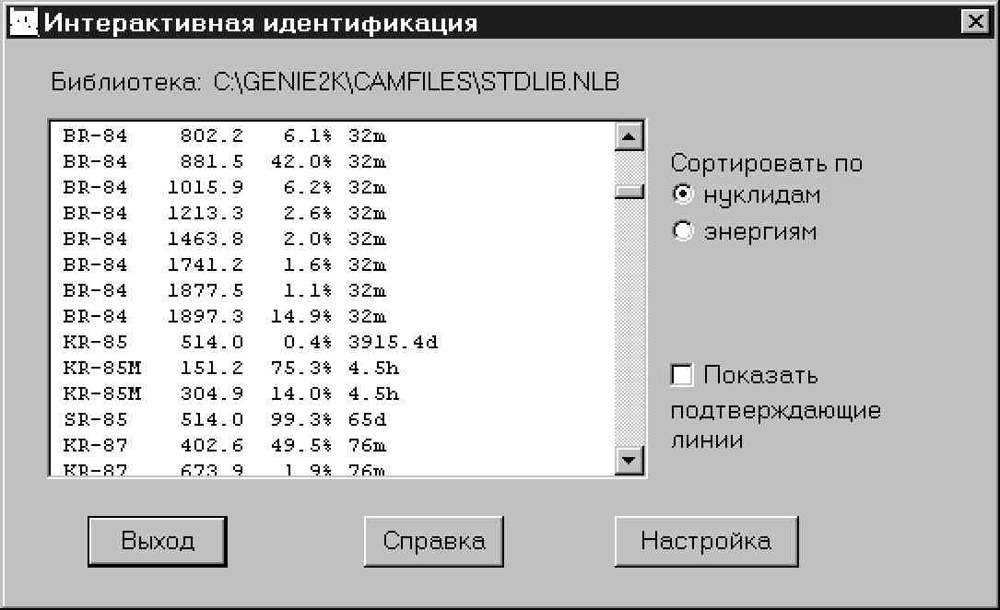 Интерактивная идентификация
Библиотека: C:\GENIE2K\CAMFILES\STDLIB.NLB
BR-84 802.2 6.1% 32m
BR-84 881.5 42.0% 32m
BR-84 1015.9 6.2% 32m
BR-84 1213.3 2.6% 32m
BR-84 1463.8 2.0% 32m
BR-84 1741.2 1.6% 32m
BR-84 1877.5 1.1% 32m
BR-84 1897.3 14.9% 32m
KR-85 514.0 0.4% 3915.4d
KR-85M 151.2 75.3% 4.5h
KR-85M 304.9 14.0% 4.5h
SR-85 514.0 99.3% 65d
KR-87 402.6 49.5% 76m
KR-87 673.9 1.9% 76m
Сортировать по
нуклидам
энергиям
Показать
подтверждающие
линии
Выход Справка Настройка